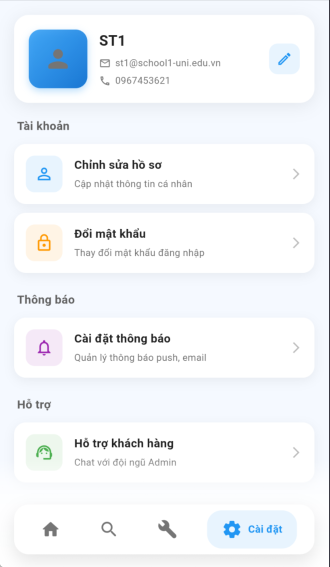 ST1
st1@school1-uni.edu.vn
0967453621
Tài khoản
Chỉnh sửa hồ sơ
Cập nhật thông tin cá nhân
Đổi mật khẩu
Thay đổi mật khẩu đăng nhập
Thông báo
Cài đặt thông báo
Quản lý thông báo push, email
Hỗ trợ
Hỗ trợ khách hàng
Chat với đội ngũ Admin
Cài đặt